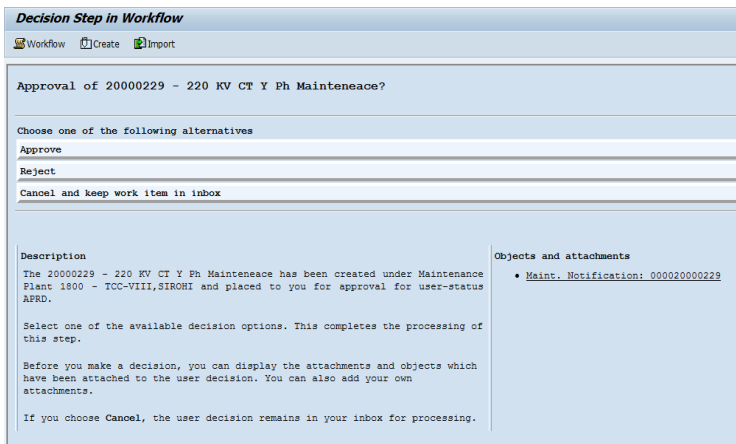 Decision Step in Workflow
Workflow Create Import
Approval of 20000229 - 220 KV CT Y Ph Mainteneace?
Choose one of the following alternatives
Approve
Reject
Cancel and keep work item in inbox
Description
The 20000229 - 220 KV CT Y Ph Mainteneace has been created under Maintenance
Plant 1800 - TCC-VIII,SIROHI and placed to you for approval for user-status
APRD.
Select one of the available decision options. This completes the processing of
this step.
Before you make a decision, you can display the attachments and objects which
have been attached to the user decision. You can also add your own
attachments.
If you choose Cancel, the user decision remains in your inbox for processing.
Objects and attachments
• Maint. Notification: 000020000229